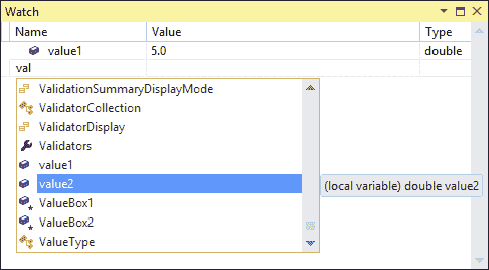 Watch
Name Value Type
value1 5.0 double
val
ValidationSummaryDisplayMode
ValidatorCollection
ValidatorDisplay
Validators
value1
value2 (local variable) double value2
ValueBox1
ValueBox2
ValueType